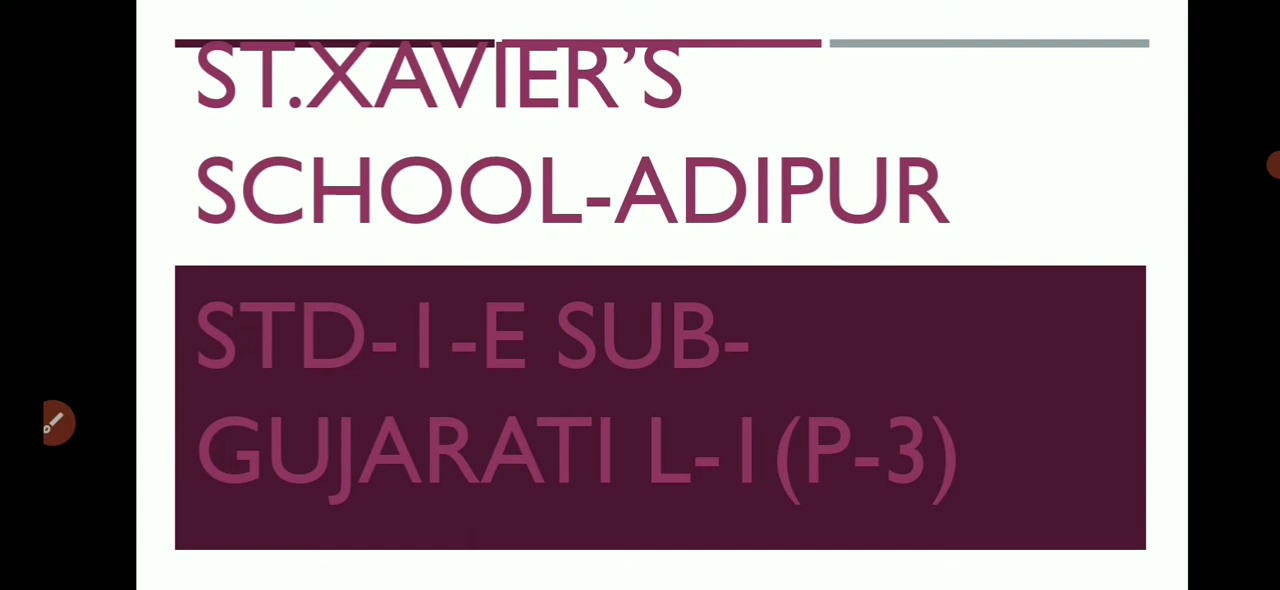 ST.XAVIER'S
SCHOOL-ADIPUR
STD-1-E SUB-
GUJARATI L-1(P-3)